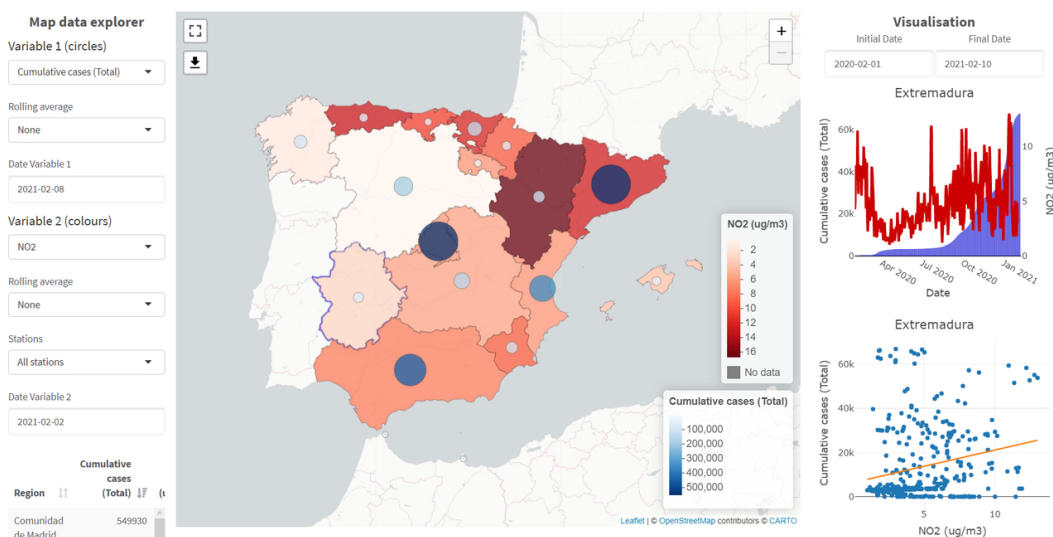 Map data explorer
Variable 1 (circles)
Cumulative cases (Total)
Rolling average
None
Date Variable 1
2021-02-08
Variable 2 (colours)
NO2
Rolling average
None
Stations
All stations
Date Variable 2
2021-02-02
Cumulative
cases
Region
(Total)
(u
Comunidad
de Madrid
549930
+
−
NO2 (ug/m3)
2
4
6
8
10
12
14
16
No data
Cumulative cases (Total)
100,000
200,000
300,000
400,000
500,000
Leaflet | © OpenStreetMap contributors © CARTO
Visualisation
Initial Date
Final Date
2020-02-01
2021-02-10
Extremadura
Cumulative cases (Total)
60k
40k
20k
0
10
5
0
NO2 (ug/m3)
Apr 2020
Jul 2020
Oct 2020
Jan 2021
Date
Extremadura
Cumulative cases (Total)
60k
40k
20k
0
5
10
NO2 (ug/m3)